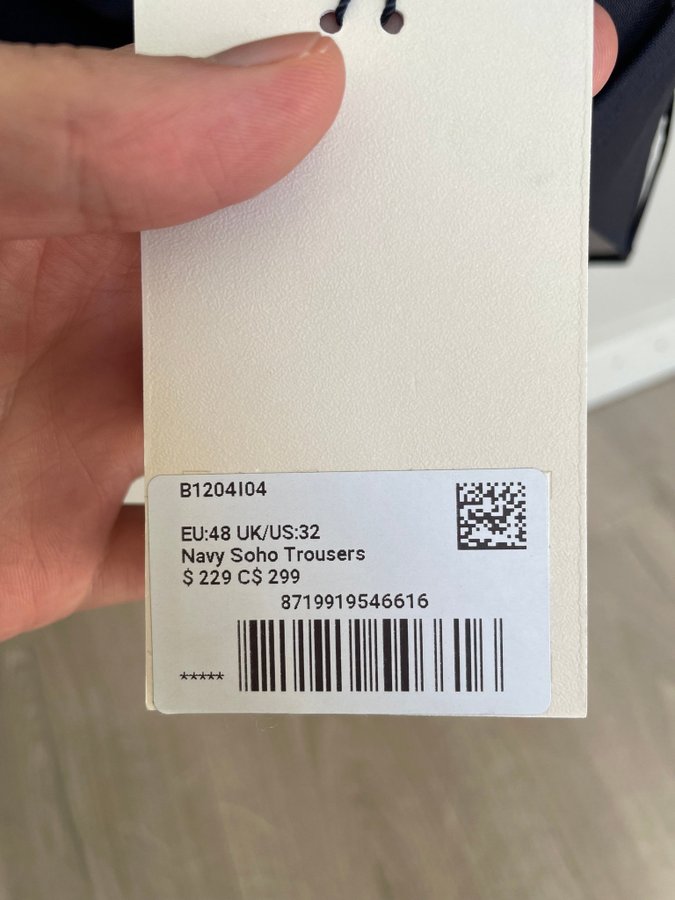 B1204I04
EU:48 UK/US:32
Navy Soho Trousers
$ 229 C$ 299
8719919546616
*****